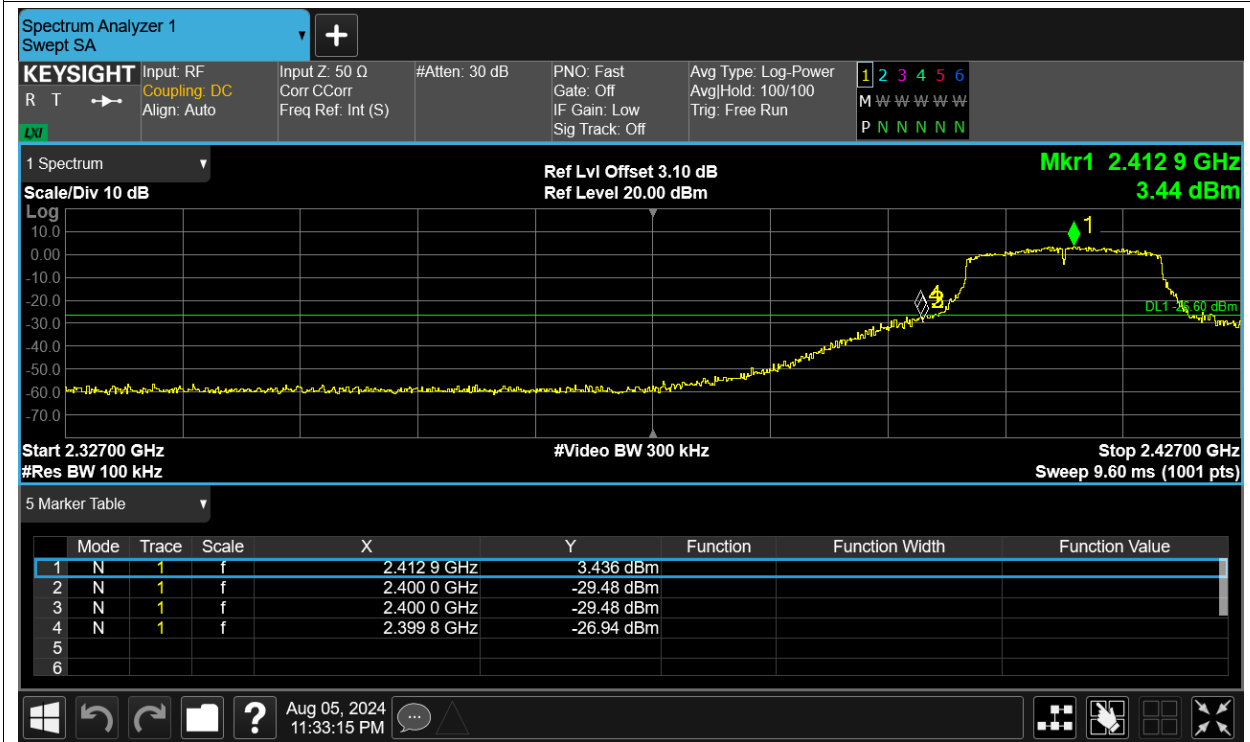 Spectrum Analyzer 1
Swept SA
+
KEYSIGHT Input: RF Input Z: 50 Ω #Atten: 30 dB PNO: Fast Avg Type: Log-Power 1 2 3 4 5 6
R T Coupling: DC Corr CCorr Gate: Off Avg|Hold: 100/100 M W W W W W
Align: Auto Freq Ref: Int (S) IF Gain: Low Trig: Free Run
LXI Sig Track: Off P N N N N N
1 Spectrum Ref Lvl Offset 3.10 dB Mkr1 2.412 9 GHz
Scale/Div 10 dB Ref Level 20.00 dBm 3.44 dBm
Log
10.0
0.00
-10.0
-20.0
-30.0
-40.0
-50.0
-60.0
-70.0
1
4
DL1 -26.60 dBm
Start 2.32700 GHz #Video BW 300 kHz Stop 2.42700 GHz
#Res BW 100 kHz Sweep 9.60 ms (1001 pts)
5 Marker Table
Mode Trace Scale X Y Function Function Width Function Value
1 N 1 f 2.412 9 GHz 3.436 dBm
2 N 1 f 2.400 0 GHz -29.48 dBm
3 N 1 f 2.400 0 GHz -29.48 dBm
4 N 1 f 2.399 8 GHz -26.94 dBm
5
6
? Aug 05, 2024
11:33:15 PM